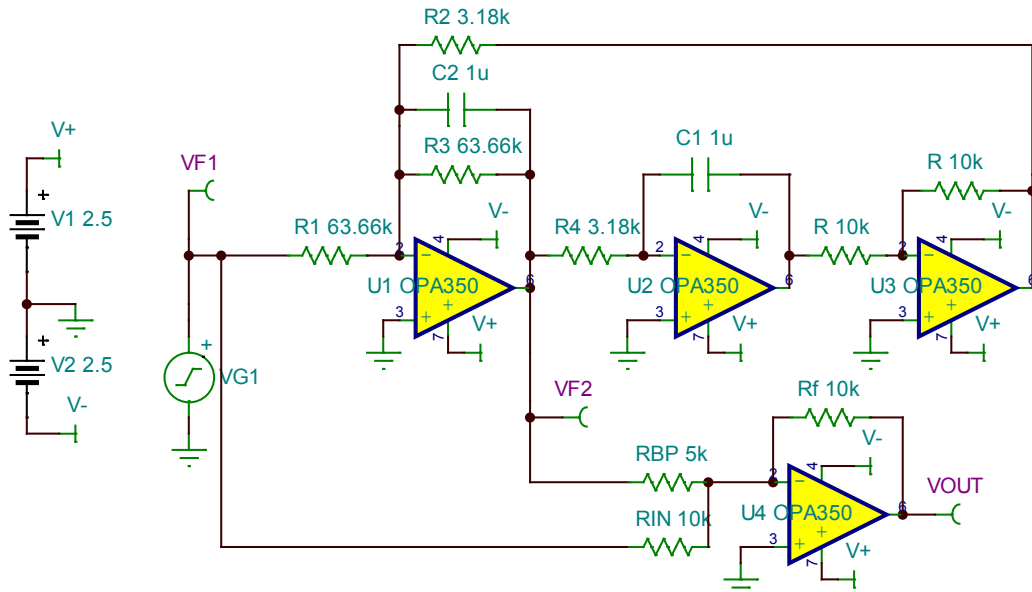 R2 3.18k
C2 1u
R3 63.66k
C1 1u
V+
VF1
+
V1 2.5
R1 63.66k
V-
4
2
−
U1 OPA350
6
3
+
+
7
V+
R4 3.18k
V-
4
2
−
U2 OPA350
6
3
+
+
7
V+
R 10k
R 10k
V-
4
2
−
U3 OPA350
6
3
+
+
7
V+
+
V2 2.5
V-
+
VG1
VF2
Rf 10k
RBP 5k
RIN 10k
V-
4
2
−
U4 OPA350
6
3
+
+
7
V+
VOUT